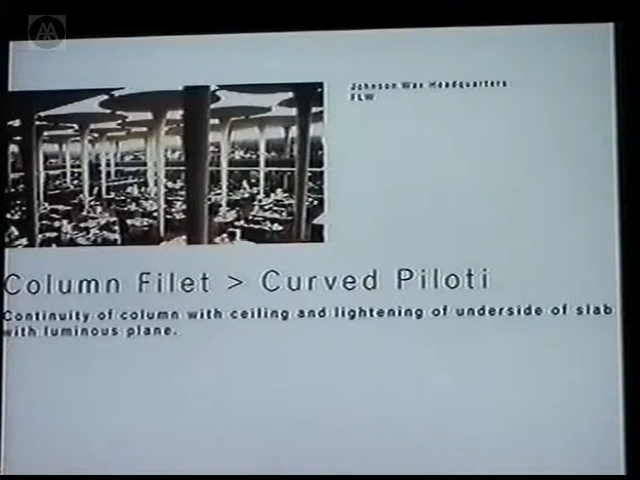 AA
Johnson Wax Headquarters
FLW
Column Filet > Curved Piloti
Continuity of column with ceiling and lightening of underside of slab
with luminous plane.